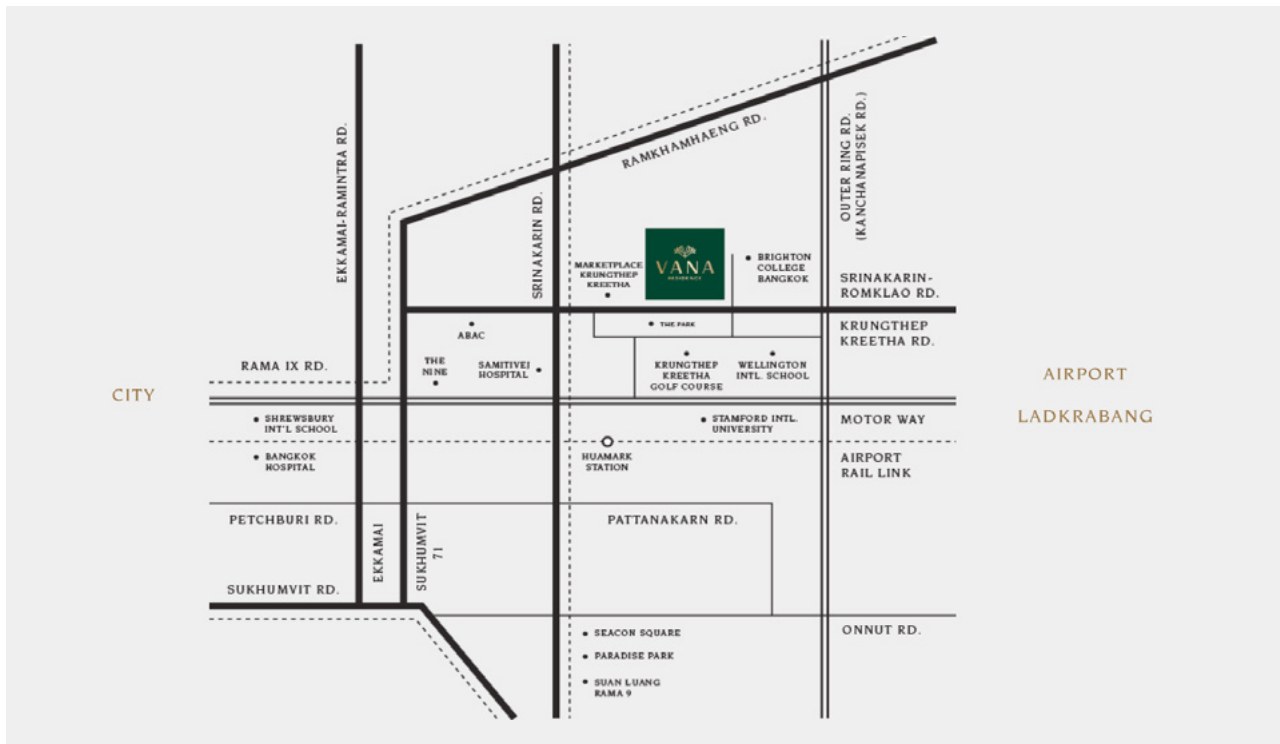 RAMKHAMHAENG RD.
EKKAMAI-RAMINTRA RD.
OUTER RING RD.
(KANCHANAPISEK RD.)
SRINAKARIN RD.
MARKETPLACE
KRUNGTHEP
KREETHA
VANA
RESIDENCE
BRIGHTON
COLLEGE
BANGKOK
SRINAKARIN-
ROMKLAO RD.
ABAC
THE PARK
KRUNGTHEP
KREETHA RD.
RAMA IX RD.
THE
NINE
SAMITIVEJ
HOSPITAL
KRUNGTHEP
KREETHA
GOLF COURSE
WELLINGTON
INTL. SCHOOL
CITY
AIRPORT
LADKRABANG
SHREWSBURY
INT'L SCHOOL
STAMFORD INTL.
UNIVERSITY
MOTOR WAY
BANGKOK
HOSPITAL
HUAMARK
STATION
AIRPORT
RAIL LINK
PETCHBURI RD.
EKKAMAI
SUKHUMVIT
71
PATTANAKARN RD.
SUKHUMVIT RD.
ONNUT RD.
SEACON SQUARE
PARADISE PARK
SUAN LUANG
RAMA 9